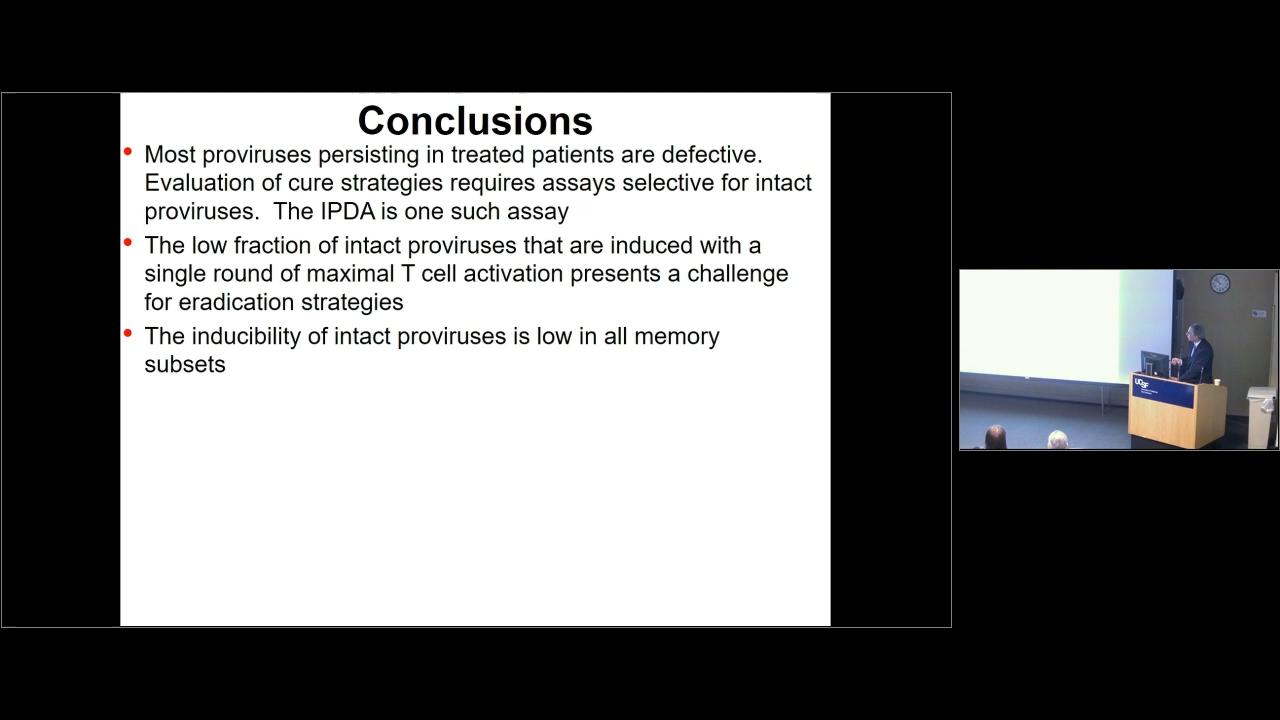 Conclusions
• Most proviruses persisting in treated patients are defective.
Evaluation of cure strategies requires assays selective for intact
proviruses.  The IPDA is one such assay
• The low fraction of intact proviruses that are induced with a
single round of maximal T cell activation presents a challenge
for eradication strategies
• The inducibility of intact proviruses is low in all memory
subsets
UCSF